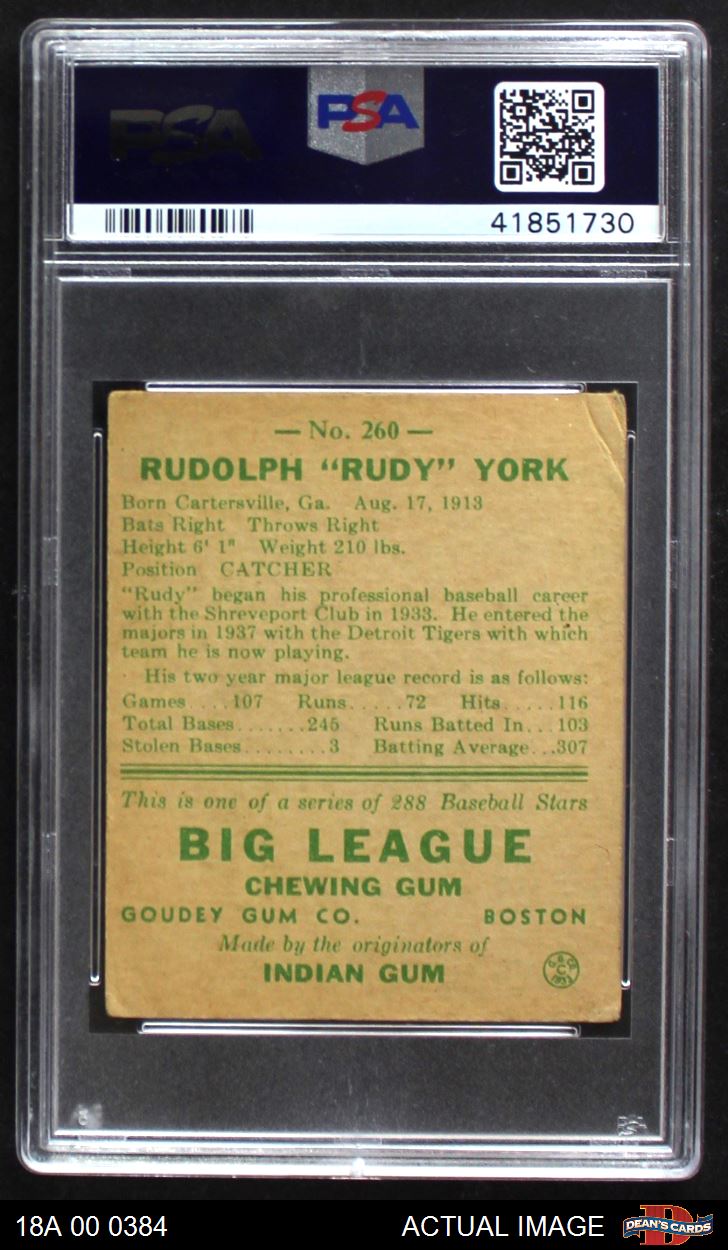 PSA
PSA
41851730
— No. 260 —
RUDOLPH "RUDY" YORK
Born Cartersville, Ga. Aug. 17, 1913
Bats Right Throws Right
Height 6' 1" Weight 210 lbs.
Position CATCHER
"Rudy" began his professional baseball career
with the Shreveport Club in 1933. He entered the
majors in 1937 with the Detroit Tigers with which
team he is now playing.
His two year major league record is as follows:
Games....107 Runs.....72 Hits.....116
Total Bases.......245 Runs Batted In...103
Stolen Bases........3 Batting Average...307
This is one of a series of 288 Baseball Stars
BIG LEAGUE
CHEWING GUM
GOUDEY GUM CO. BOSTON
Made by the originators of
INDIAN GUM
18A 00 0384
ACTUAL IMAGE
DEAN'S CARDS